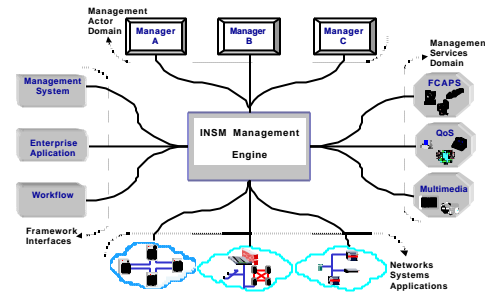 Management
Actor
Domain
Manager
A
Manager
B
Manager
C
Management
Services
Domain
Management
System
FCAPS
INSM Management
Engine
Enterprise
Aplication
QoS
Workflow
Multimedia
Framework
Interfaces
Networks
Systems
Applications